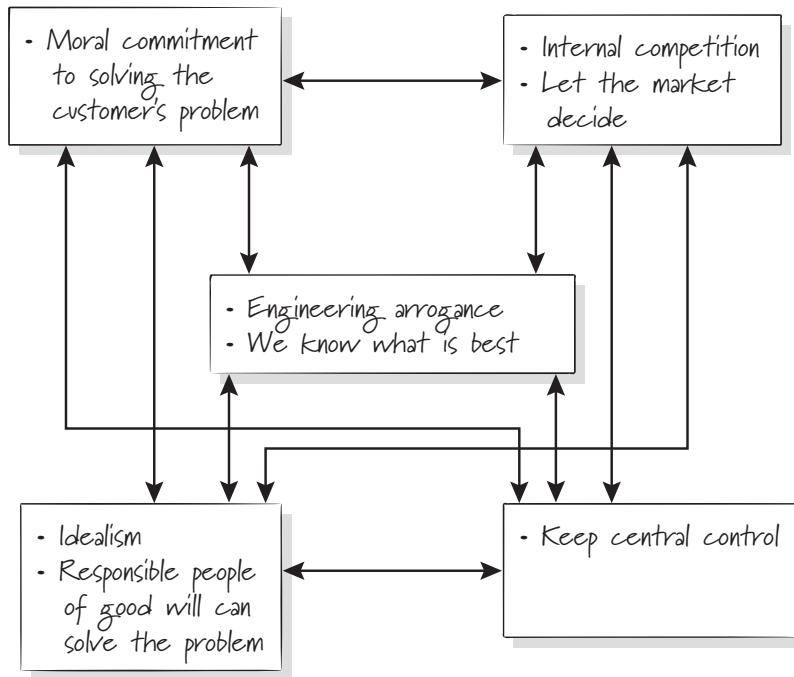 - Moral commitment
to solving the
customer's problem
- Internal competition
- Let the market
decide
- Engineering arrogance
- We know what is best
- Idealism
- Responsible people
of good will can
solve the problem
- Keep central control